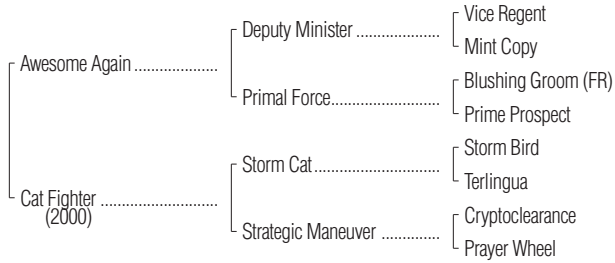 Vice Regent
Deputy Minister ....................
Mint Copy
Awesome Again ....................
Blushing Groom (FR)
Primal Force..........................
Prime Prospect
Storm Bird
Storm Cat..............................
Terlingua
Cat Fighter ............................
(2000)
Cryptoclearance
Strategic Maneuver ...............
Prayer Wheel